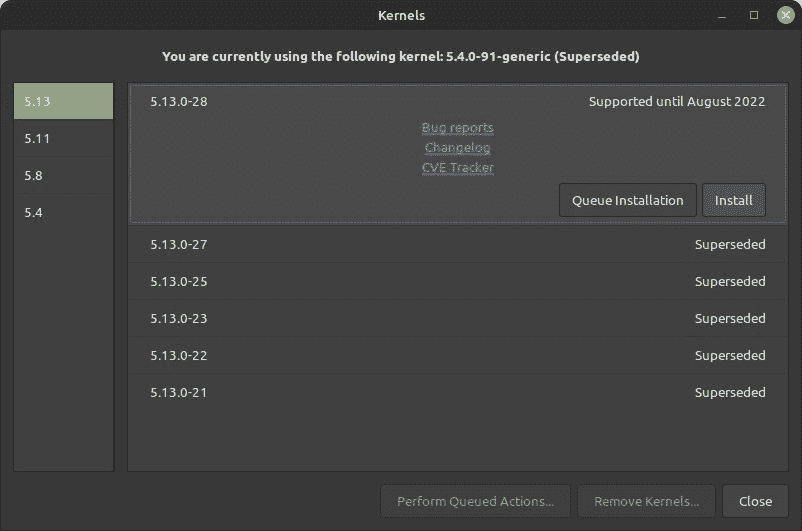 Kernels
You are currently using the following kernel: 5.4.0-91-generic (Superseded)
5.13
5.11
5.8
5.4
5.13.0-28 Supported until August 2022
Bug reports
Changelog
CVE Tracker
Queue Installation Install
5.13.0-27 Superseded
5.13.0-25 Superseded
5.13.0-23 Superseded
5.13.0-22 Superseded
5.13.0-21 Superseded
Perform Queued Actions... Remove Kernels... Close